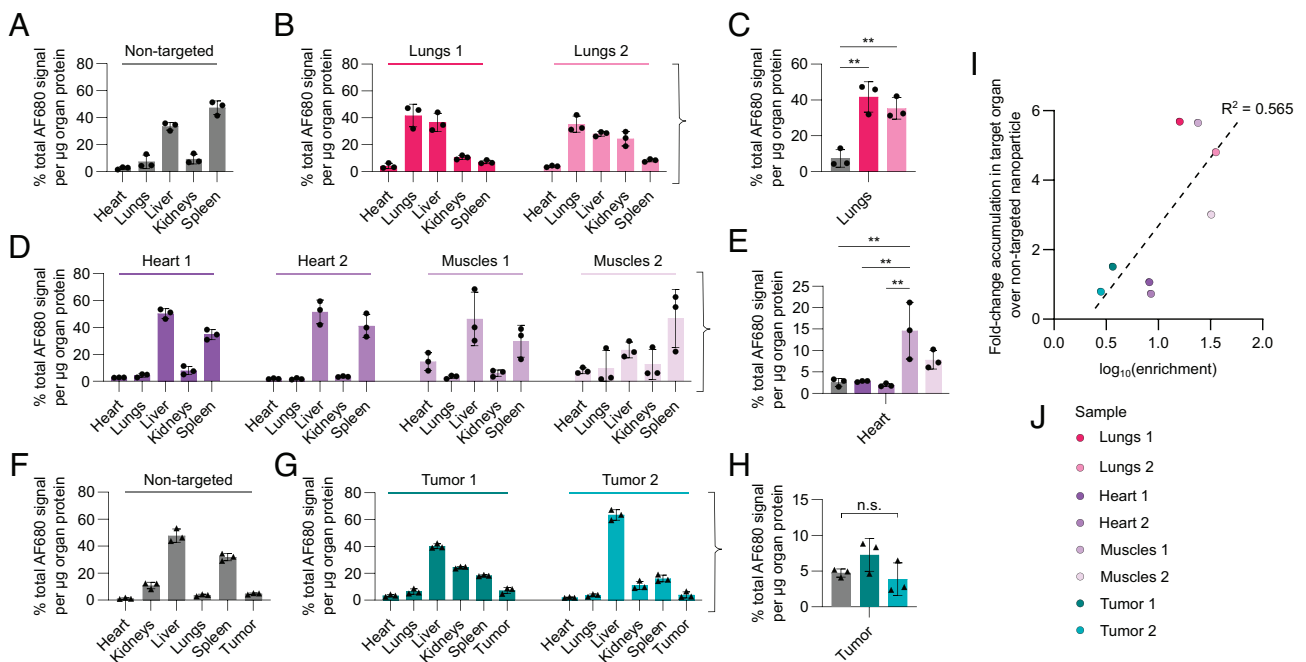 A
Non-targeted
% total AF680 signal
per µg organ protein
80
60
40
20
0
Heart
Lungs
Liver
Kidneys
Spleen
B
Lungs 1
Lungs 2
% total AF680 signal
per µg organ protein
80
60
40
20
0
Heart
Lungs
Liver
Kidneys
Spleen
Heart
Lungs
Liver
Kidneys
Spleen
C
**
**
% total AF680 signal
per µg organ protein
60
40
20
0
Lungs
D
Heart 1
Heart 2
Muscles 1
Muscles 2
% total AF680 signal
per µg organ protein
80
60
40
20
0
Heart
Lungs
Liver
Kidneys
Spleen
Heart
Lungs
Liver
Kidneys
Spleen
Heart
Lungs
Liver
Kidneys
Spleen
Heart
Lungs
Liver
Kidneys
Spleen
E
**
**
**
% total AF680 signal
per µg organ protein
25
20
15
10
5
0
Heart
F
Non-targeted
% total AF680 signal
per µg organ protein
80
60
40
20
0
Heart
Kidneys
Liver
Lungs
Spleen
Tumor
G
Tumor 1
Tumor 2
% total AF680 signal
per µg organ protein
80
60
40
20
0
Heart
Lungs
Liver
Kidneys
Spleen
Tumor
Heart
Lungs
Liver
Kidneys
Spleen
Tumor
H
n.s.
% total AF680 signal
per µg organ protein
15
10
5
0
Tumor
I
R² = 0.565
Fold-change accumulation in target organ
over non-targeted nanoparticle
6
4
2
0
0.0
0.5
1.0
1.5
2.0
log₁₀(enrichment)
J
Sample
Lungs 1
Lungs 2
Heart 1
Heart 2
Muscles 1
Muscles 2
Tumor 1
Tumor 2